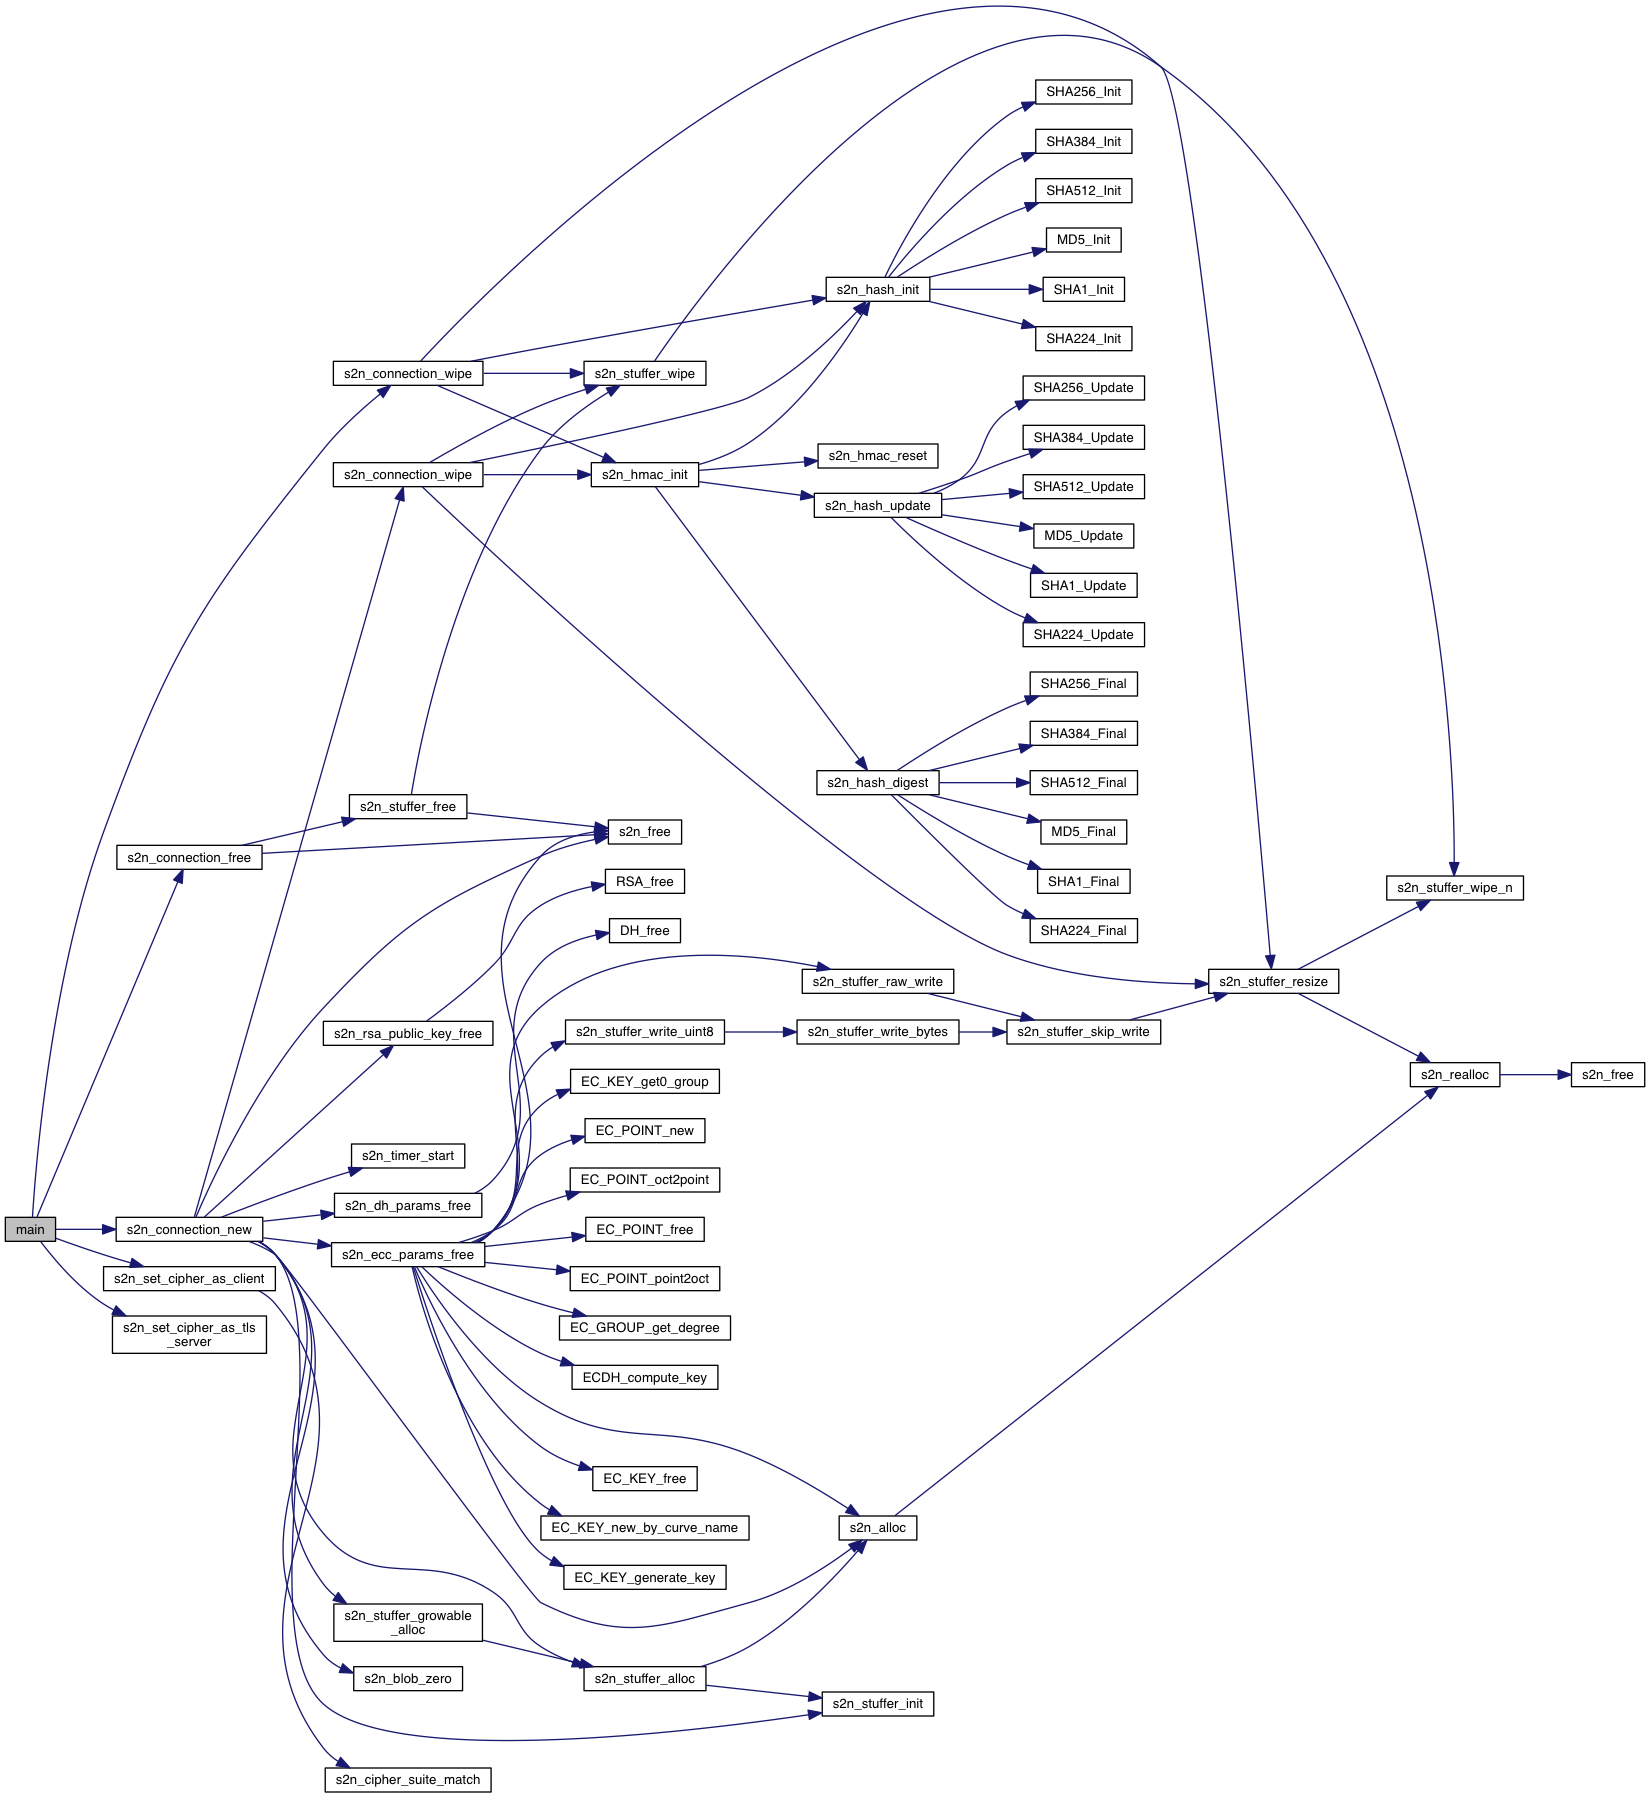 SHA256_Init
SHA384_Init
SHA512_Init
MD5_Init
s2n_hash_init
SHA1_Init
SHA224_Init
s2n_connection_wipe
s2n_stuffer_wipe
SHA256_Update
SHA384_Update
s2n_hmac_reset
s2n_connection_wipe
s2n_hmac_init
SHA512_Update
s2n_hash_update
MD5_Update
SHA1_Update
SHA224_Update
SHA256_Final
SHA384_Final
s2n_hash_digest
SHA512_Final
s2n_stuffer_free
s2n_free
MD5_Final
s2n_connection_free
RSA_free
SHA1_Final
s2n_stuffer_wipe_n
DH_free
SHA224_Final
s2n_stuffer_raw_write
s2n_stuffer_resize
s2n_rsa_public_key_free
s2n_stuffer_write_uint8
s2n_stuffer_write_bytes
s2n_stuffer_skip_write
EC_KEY_get0_group
s2n_realloc
s2n_free
EC_POINT_new
s2n_timer_start
EC_POINT_oct2point
s2n_dh_params_free
main
s2n_connection_new
EC_POINT_free
s2n_ecc_params_free
s2n_set_cipher_as_client
EC_POINT_point2oct
s2n_set_cipher_as_tls
_server
EC_GROUP_get_degree
ECDH_compute_key
EC_KEY_free
EC_KEY_new_by_curve_name
s2n_alloc
EC_KEY_generate_key
s2n_stuffer_growable
_alloc
s2n_blob_zero
s2n_stuffer_alloc
s2n_stuffer_init
s2n_cipher_suite_match